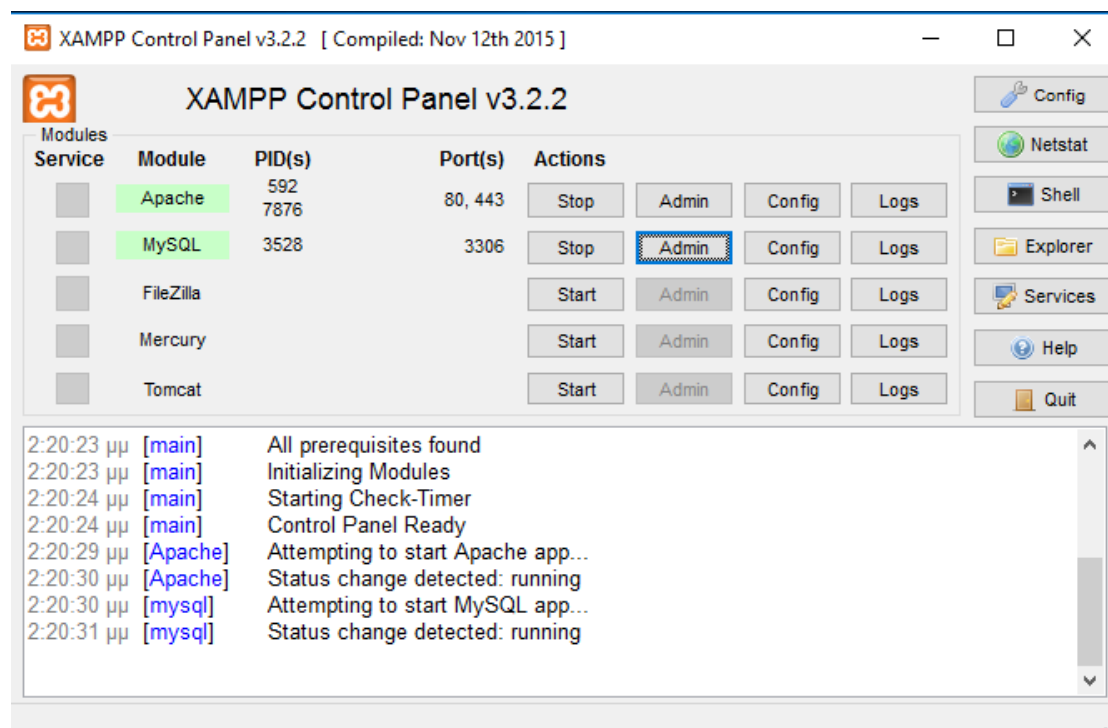 XAMPP Control Panel v3.2.2 [ Compiled: Nov 12th 2015 ]
XAMPP Control Panel v3.2.2
Config
Modules
Service Module PID(s) Port(s) Actions
Netstat
Apache 592 7876 80, 443 Stop Admin Config Logs
Shell
MySQL 3528 3306 Stop Admin Config Logs
Explorer
FileZilla Start Admin Config Logs
Services
Mercury Start Admin Config Logs
Help
Tomcat Start Admin Config Logs
Quit
2:20:23 μμ [main] All prerequisites found
2:20:23 μμ [main] Initializing Modules
2:20:24 μμ [main] Starting Check-Timer
2:20:24 μμ [main] Control Panel Ready
2:20:29 μμ [Apache] Attempting to start Apache app...
2:20:30 μμ [Apache] Status change detected: running
2:20:30 μμ [mysql] Attempting to start MySQL app...
2:20:31 μμ [mysql] Status change detected: running